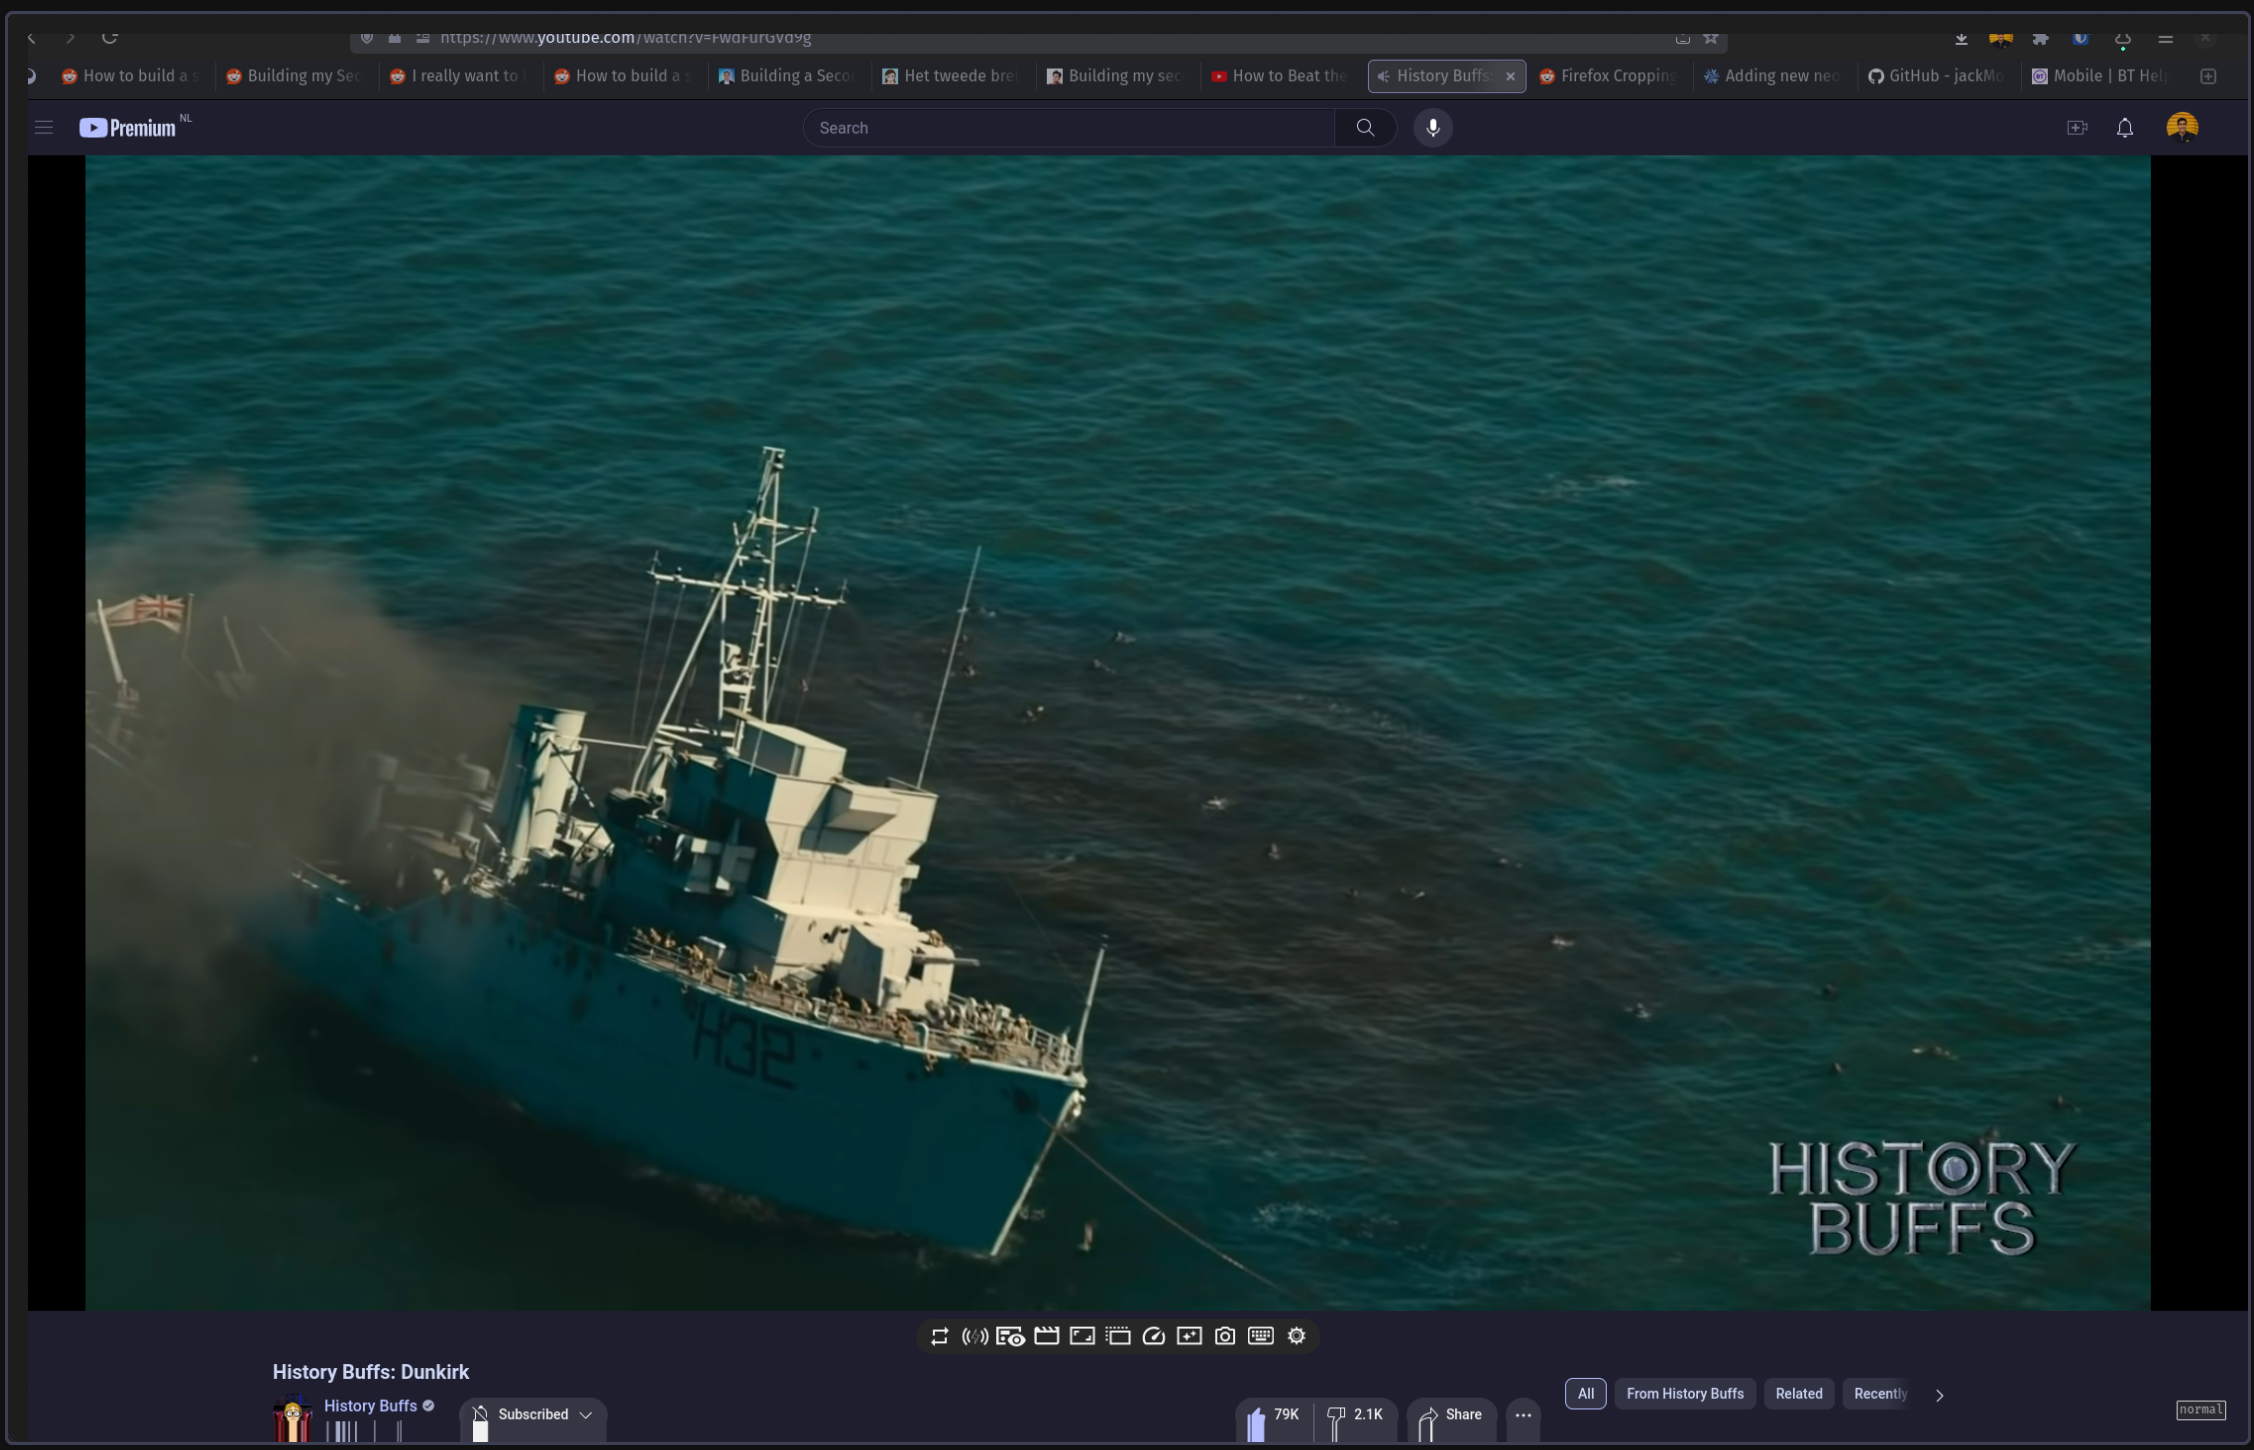 https://www.youtube.com/watch?v=FwdFurGVd9g
How to build a s
Building my Sec
I really want to
How to build a s
Building a Seco
Het tweede brei
Building my sec
How to Beat the
History Buffs:
Firefox Cropping
Adding new neo
GitHub - jackMo
Mobile | BT Help
Premium NL
Search
H32
HISTORY
BUFFS
History Buffs: Dunkirk
History Buffs
Subscribed
79K
2.1K
Share
All
From History Buffs
Related
Recently
normal